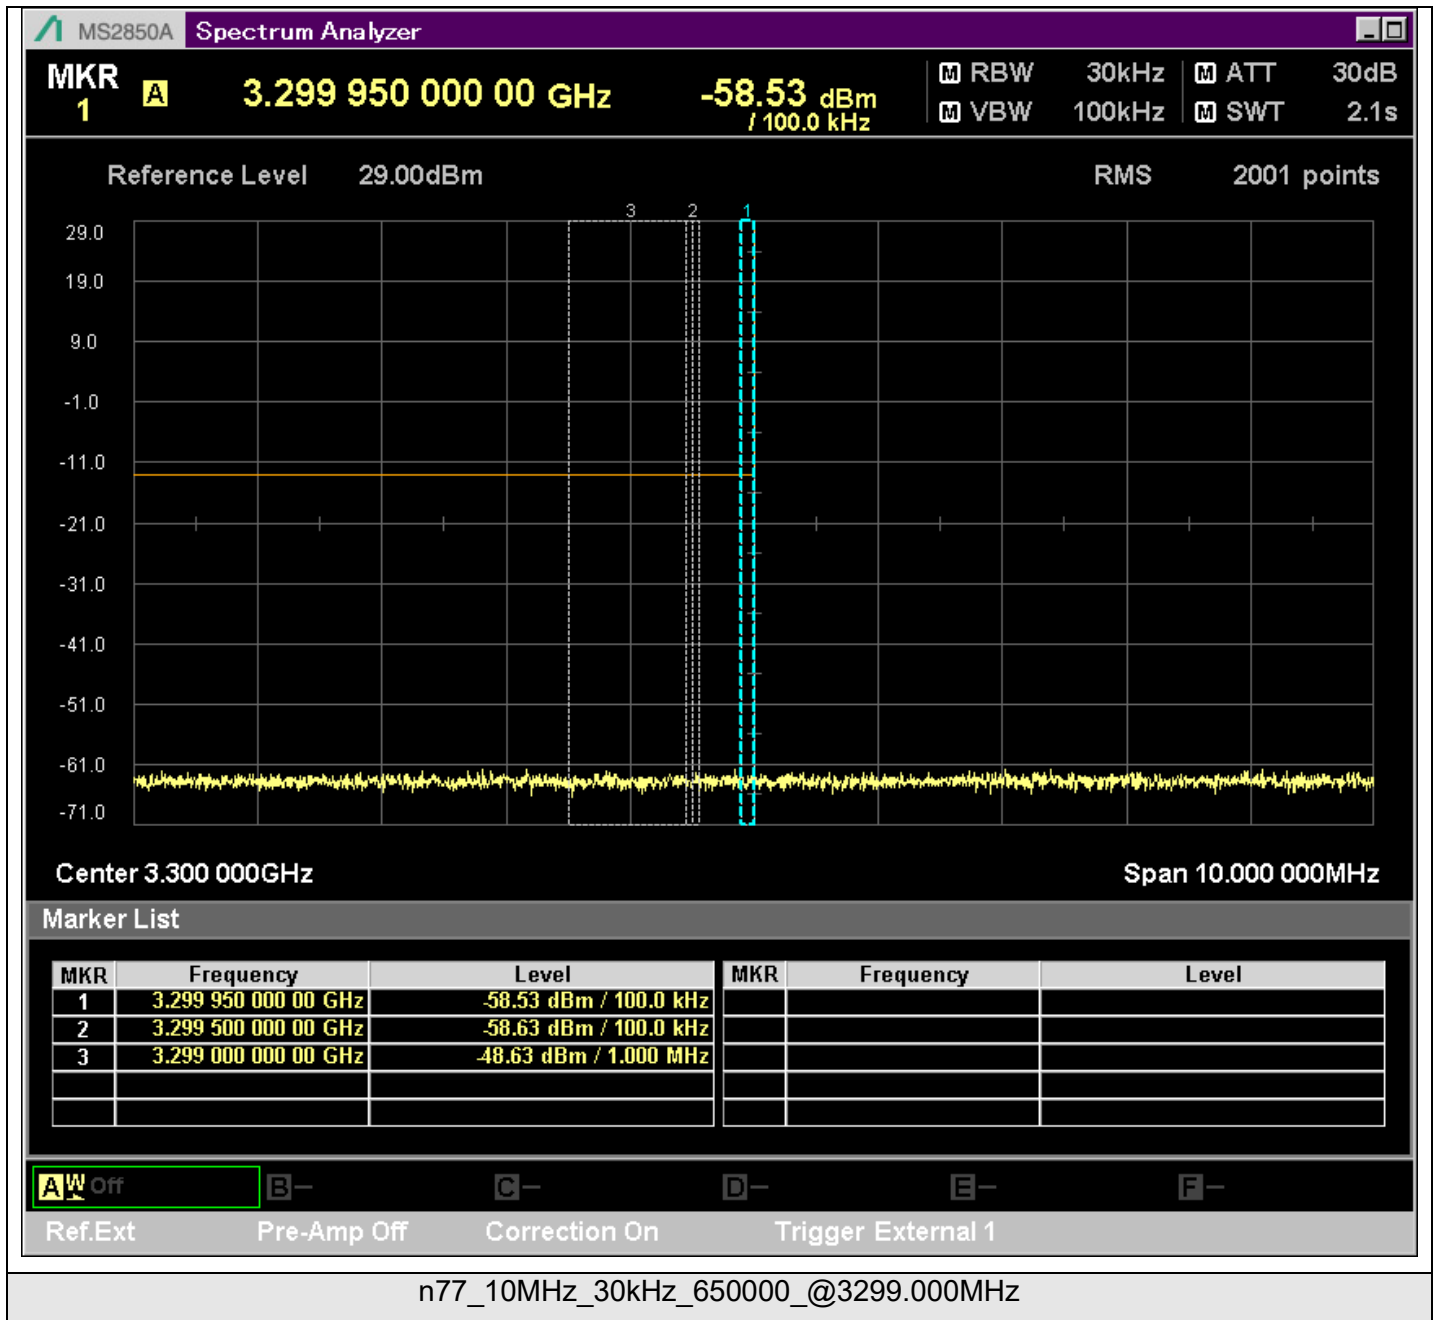 MS2850A Spectrum Analyzer
MKR 1 A 3.299 950 000 00 GHz -58.53 dBm / 100.0 kHz
M RBW 30kHz M ATT 30dB
M VBW 100kHz M SWT 2.1s
Reference Level 29.00dBm RMS 2001 points
3 2 1
29.0
19.0
9.0
-1.0
-11.0
-21.0
-31.0
-41.0
-51.0
-61.0
-71.0
Center 3.300 000GHz Span 10.000 000MHz
Marker List
MKR Frequency Level MKR Frequency Level
1 3.299 950 000 00 GHz -58.53 dBm / 100.0 kHz
2 3.299 500 000 00 GHz -58.63 dBm / 100.0 kHz
3 3.299 000 000 00 GHz -48.63 dBm / 1.000 MHz
A W Off B - C - D - E - F -
Ref.Ext Pre-Amp Off Correction On Trigger External 1
n77_10MHz_30kHz_650000_@3299.000MHz